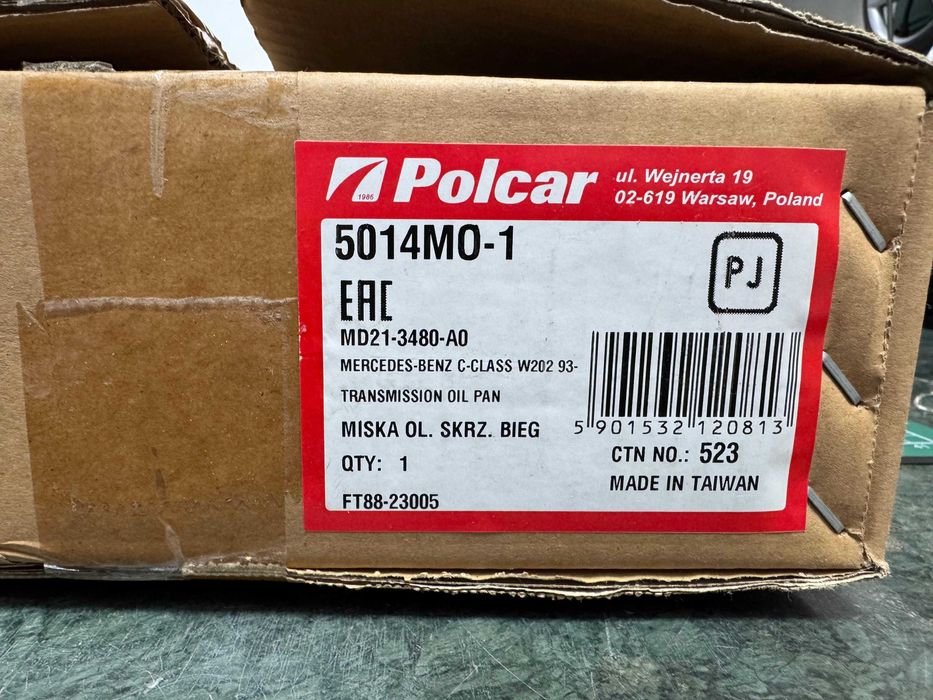 Polcar
1986
ul. Wejnerta 19
02-619 Warsaw, Poland
5014MO-1
PJ
EAC
MD21-3480-A0
MERCEDES-BENZ C-CLASS W202 93-
TRANSMISSION OIL PAN
MISKA OL. SKRZ. BIEG
5 901532 120813
QTY: 1
CTN NO.: 523
MADE IN TAIWAN
FT88-23005